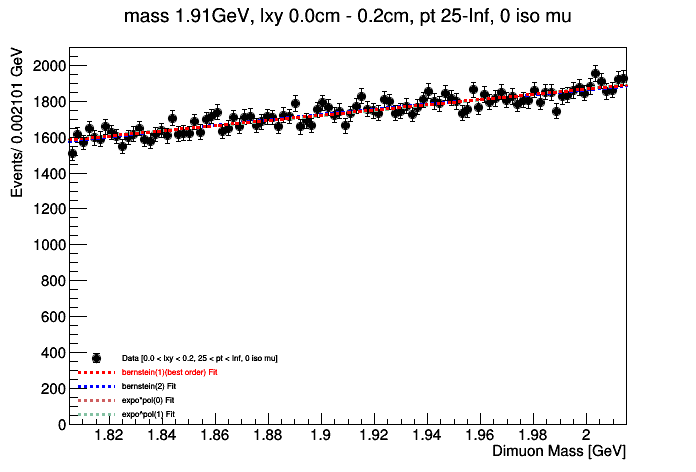 mass 1.91GeV, lxy 0.0cm - 0.2cm, pt 25-Inf, 0 iso mu
Events/ 0.002101 GeV
2000
1800
1600
1400
1200
1000
800
600
400
200
0
Data [0.0 < lxy < 0.2, 25 < pt < Inf, 0 iso mu]
bernstein(1)(best order) Fit
bernstein(2) Fit
expo*pol(0) Fit
expo*pol(1) Fit
1.82 1.84 1.86 1.88 1.9 1.92 1.94 1.96 1.98 2
Dimuon Mass [GeV]